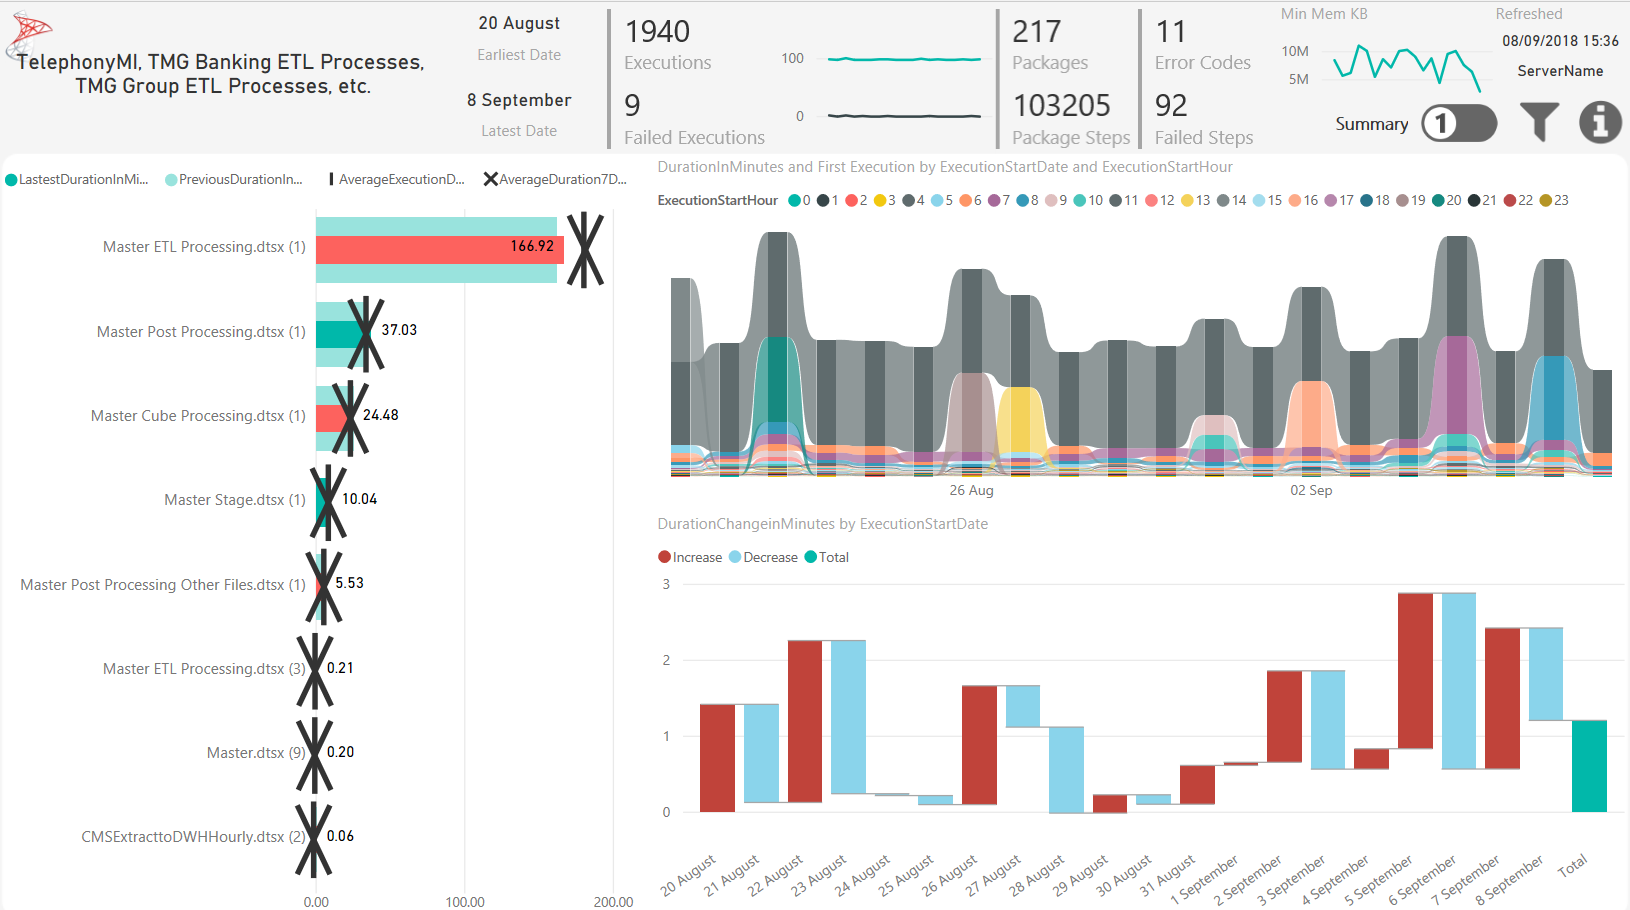 TelephonyMI, TMG Banking ETL Processes,
TMG Group ETL Processes, etc.
20 August
Earliest Date
8 September
Latest Date
1940
Executions
9
Failed Executions
100
0
217
Packages
103205
Package Steps
11
Error Codes
92
Failed Steps
Min Mem KB
10M
5M
Refreshed
08/09/2018 15:36
ServerName
Summary
1
LastestDurationInMi... PreviousDurationIn... AverageExecutionD... AverageDuration7D...
Master ETL Processing.dtsx (1) 166.92
Master Post Processing.dtsx (1) 37.03
Master Cube Processing.dtsx (1) 24.48
Master Stage.dtsx (1) 10.04
Master Post Processing Other Files.dtsx (1) 5.53
Master ETL Processing.dtsx (3) 0.21
Master.dtsx (9) 0.20
CMSExtracttoDWHHourly.dtsx (2) 0.06
0.00 100.00 200.00
DurationInMinutes and First Execution by ExecutionStartDate and ExecutionStartHour
ExecutionStartHour 0 1 2 3 4 5 6 7 8 9 10 11 12 13 14 15 16 17 18 19 20 21 22 23
26 Aug 02 Sep
DurationChangeinMinutes by ExecutionStartDate
Increase Decrease Total
3
2
1
0
20 August 21 August 22 August 23 August 24 August 25 August 26 August 27 August 28 August 29 August 30 August 31 August 1 September 2 September 3 September 4 September 5 September 6 September 7 September 8 September Total